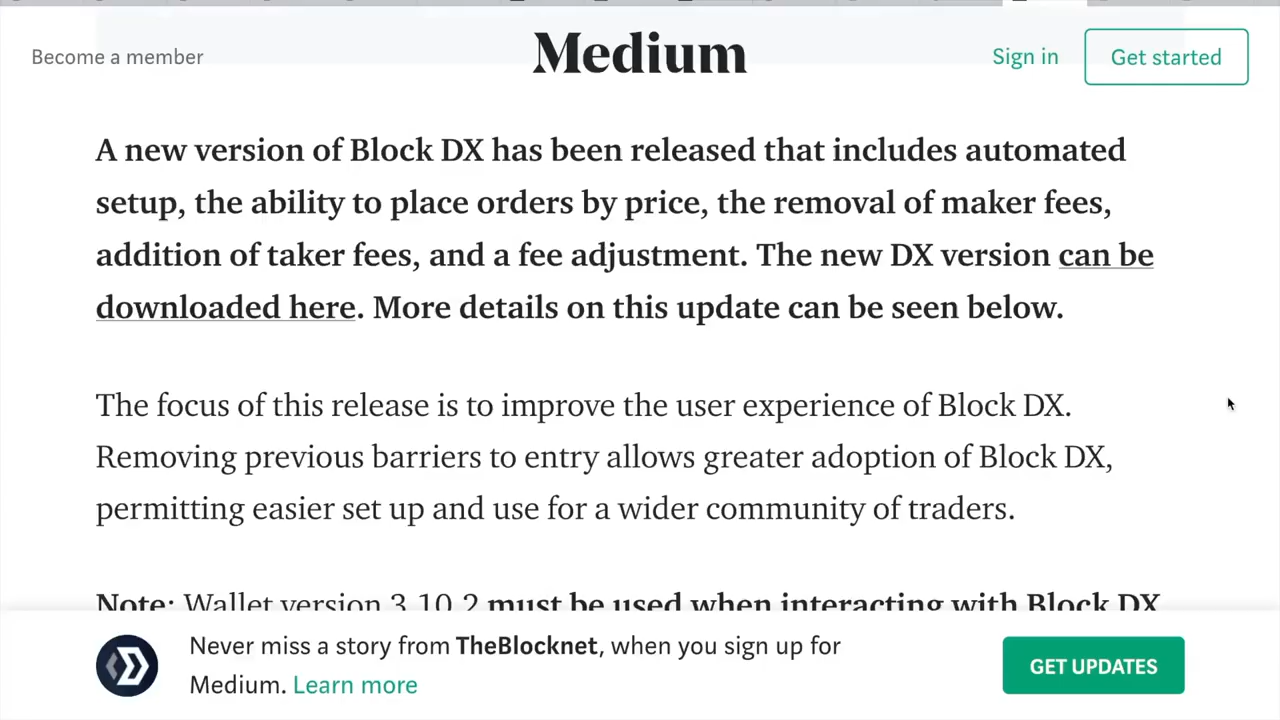 Become a member
Medium
Sign in
Get started
A new version of Block DX has been released that includes automated
setup, the ability to place orders by price, the removal of maker fees,
addition of taker fees, and a fee adjustment. The new DX version can be
downloaded here. More details on this update can be seen below.
The focus of this release is to improve the user experience of Block DX.
Removing previous barriers to entry allows greater adoption of Block DX,
permitting easier set up and use for a wider community of traders.
Note: Wallet version 3.10.2 must be used when interacting with Block DX
Never miss a story from TheBlocknet, when you sign up for
Medium. Learn more
GET UPDATES